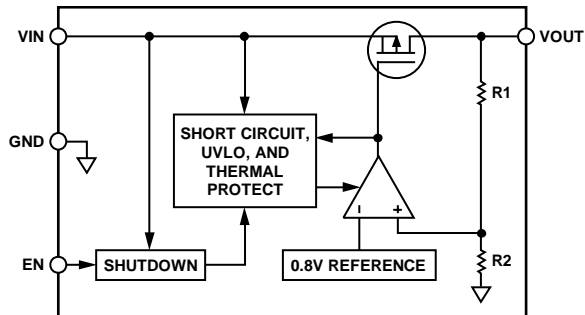 VIN
VOUT
R1
GND
SHORT CIRCUIT,
UVLO, AND
THERMAL
PROTECT
– +
EN
SHUTDOWN
0.8V REFERENCE
R2